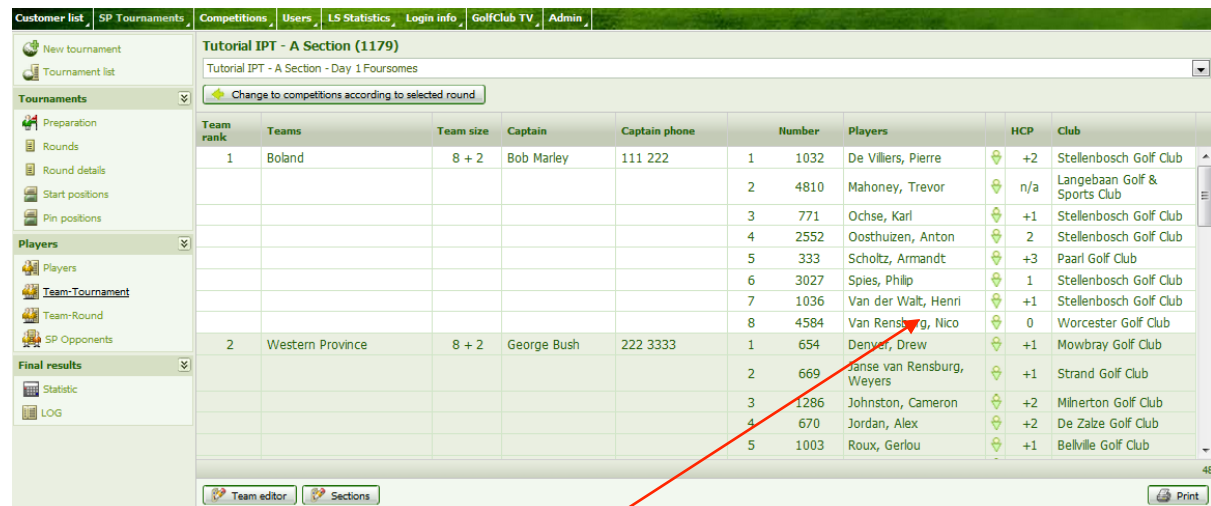 Customer list SP Tournaments Competitions Users LS Statistics Login info GolfClub TV Admin
New tournament
Tournament list
Tournaments
Preparation
Rounds
Round details
Start positions
Pin positions
Players
Players
Team-Tournament
Team-Round
SP Opponents
Final results
Statistic
LOG
Tutorial IPT - A Section (1179)
Tutorial IPT - A Section - Day 1 Foursomes
Change to competitions according to selected round
Team rank Teams Team size Captain Captain phone Number Players HCP Club
1 Boland 8 + 2 Bob Marley 111 222 1 1032 De Villiers, Pierre +2 Stellenbosch Golf Club
2 4810 Mahoney, Trevor n/a Langebaan Golf &
Sports Club
3 771 Ochse, Karl +1 Stellenbosch Golf Club
4 2552 Oosthuizen, Anton 2 Stellenbosch Golf Club
5 333 Scholtz, Armandt +3 Paarl Golf Club
6 3027 Spies, Philip 1 Stellenbosch Golf Club
7 1036 Van der Walt, Henri +1 Stellenbosch Golf Club
8 4584 Van Rensburg, Nico 0 Worcester Golf Club
2 Western Province 8 + 2 George Bush 222 3333 1 654 Denyer, Drew +1 Mowbray Golf Club
2 669 Janse van Rensburg,
Weyers +1 Strand Golf Club
3 1286 Johnston, Cameron +2 Milnerton Golf Club
4 670 Jordan, Alex +2 De Zalze Golf Club
5 1003 Roux, Gerlou +1 Bellville Golf Club
Team editor Sections Print